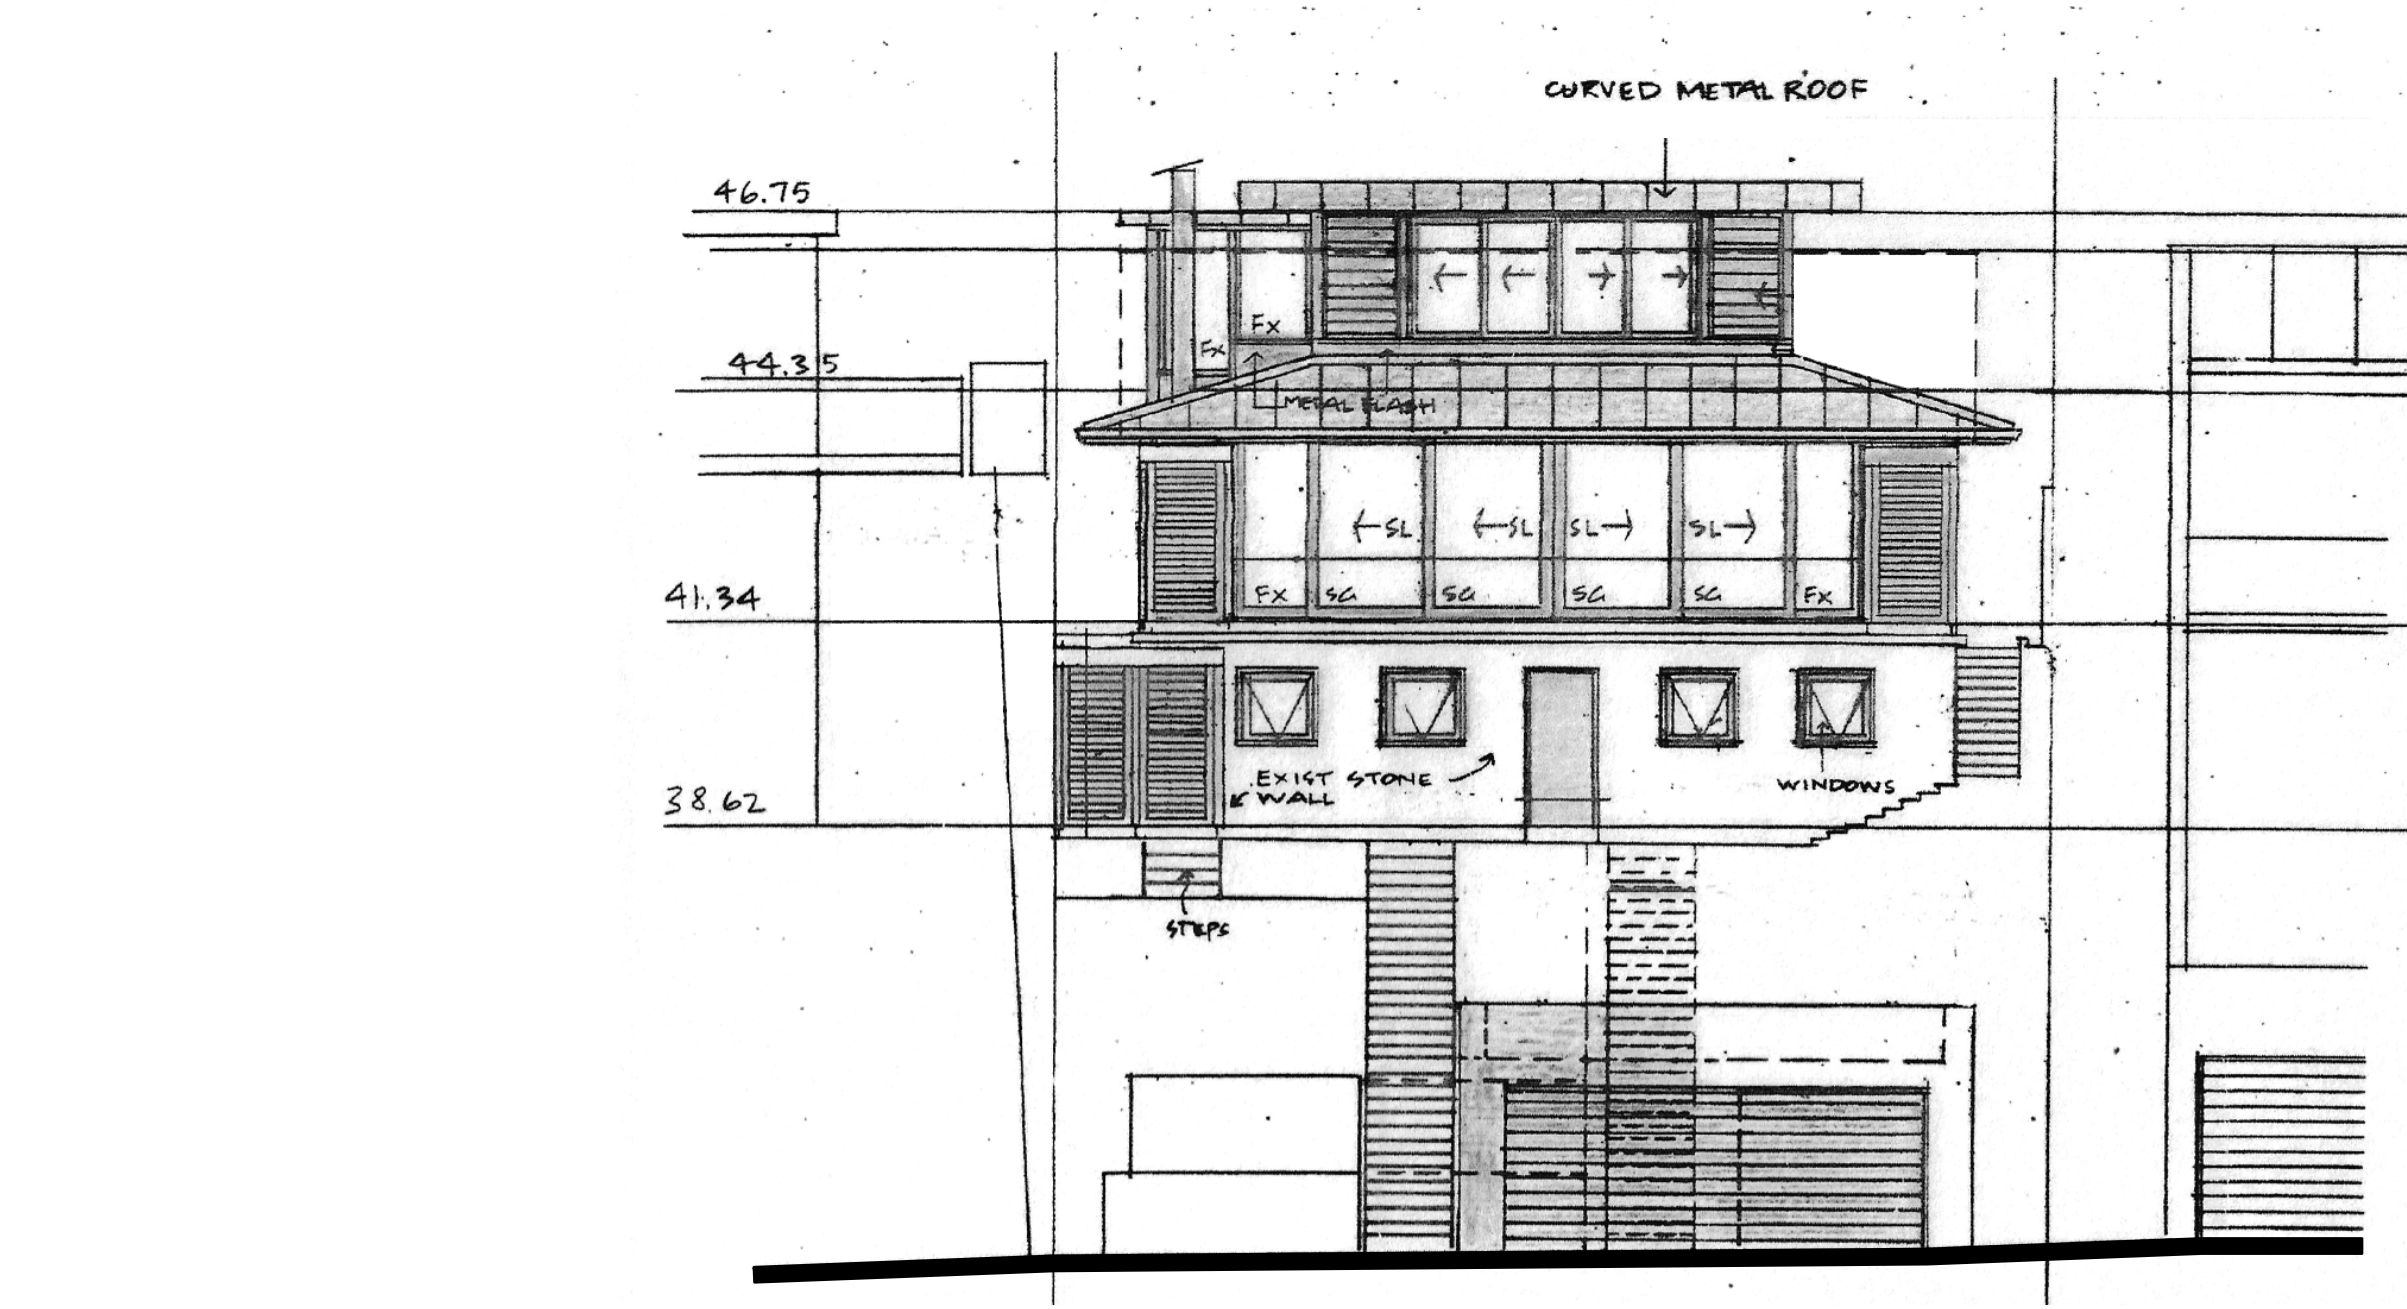 CURVED METAL ROOF
46.75
← ← → →
←
FX
FX
44.35
METAL FLASH
←SL ←SL SL→ SL→
41.34
FX SG SG SG SG FX
EXIST STONE
WALL
WINDOWS
38.62
STEPS